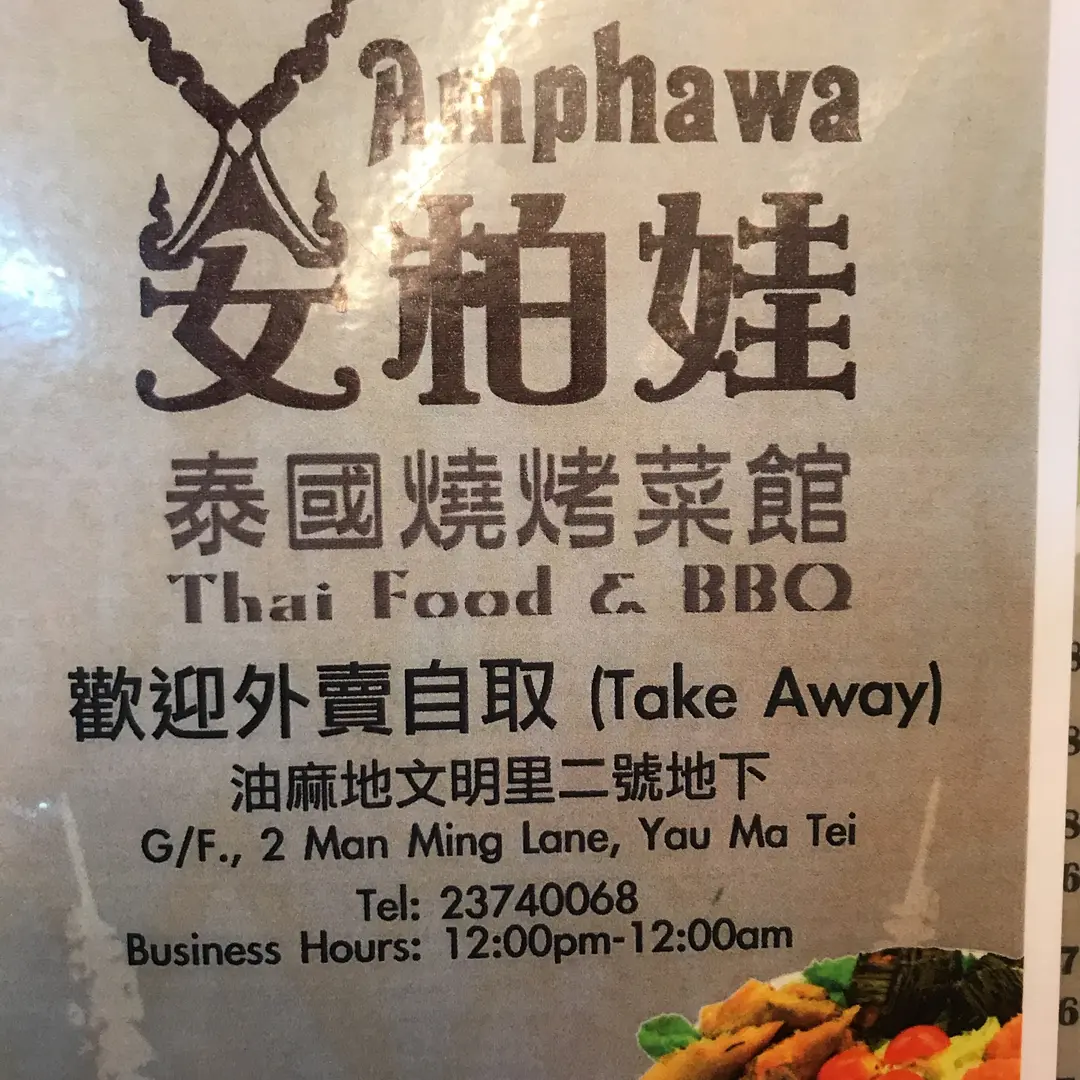 Amphawa
安柏娃
泰國燒烤菜館
Thai Food & BBQ
歡迎外賣自取 (Take Away)
油麻地文明里二號地下
G/F., 2 Man Ming Lane, Yau Ma Tei
Tel: 23740068
Business Hours: 12:00pm-12:00am